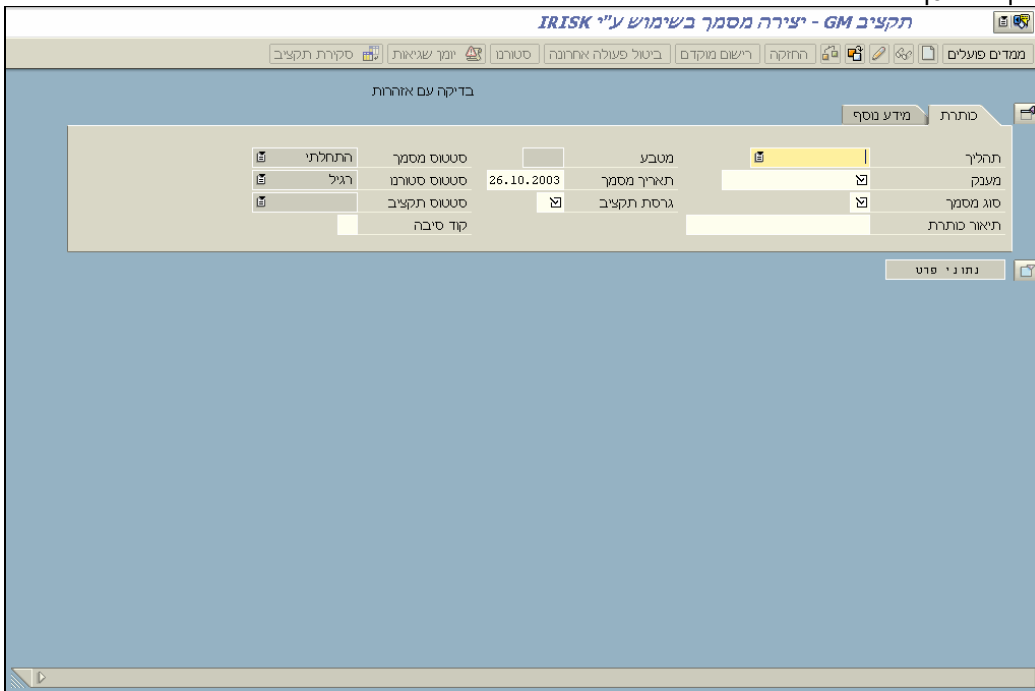 תקציב GM - יצירה מסמך בשימוש ע"י IRISK
ממדים פועלים החזקה רישום מוקדם ביטול פעולה אחרונה סטורנו יומן שגיאות סקירת תקציב
בדיקה עם אזהרות
כותרת מידע נוסף
תהליך מטבע סטטוס מסמך התחלתי
מענק תאריך מסמך 26.10.2003 סטטוס סטורנו רגיל
סוג מסמך גרסת תקציב סטטוס תקציב
תיאור כותרת קוד סיבה
נתוני פרט